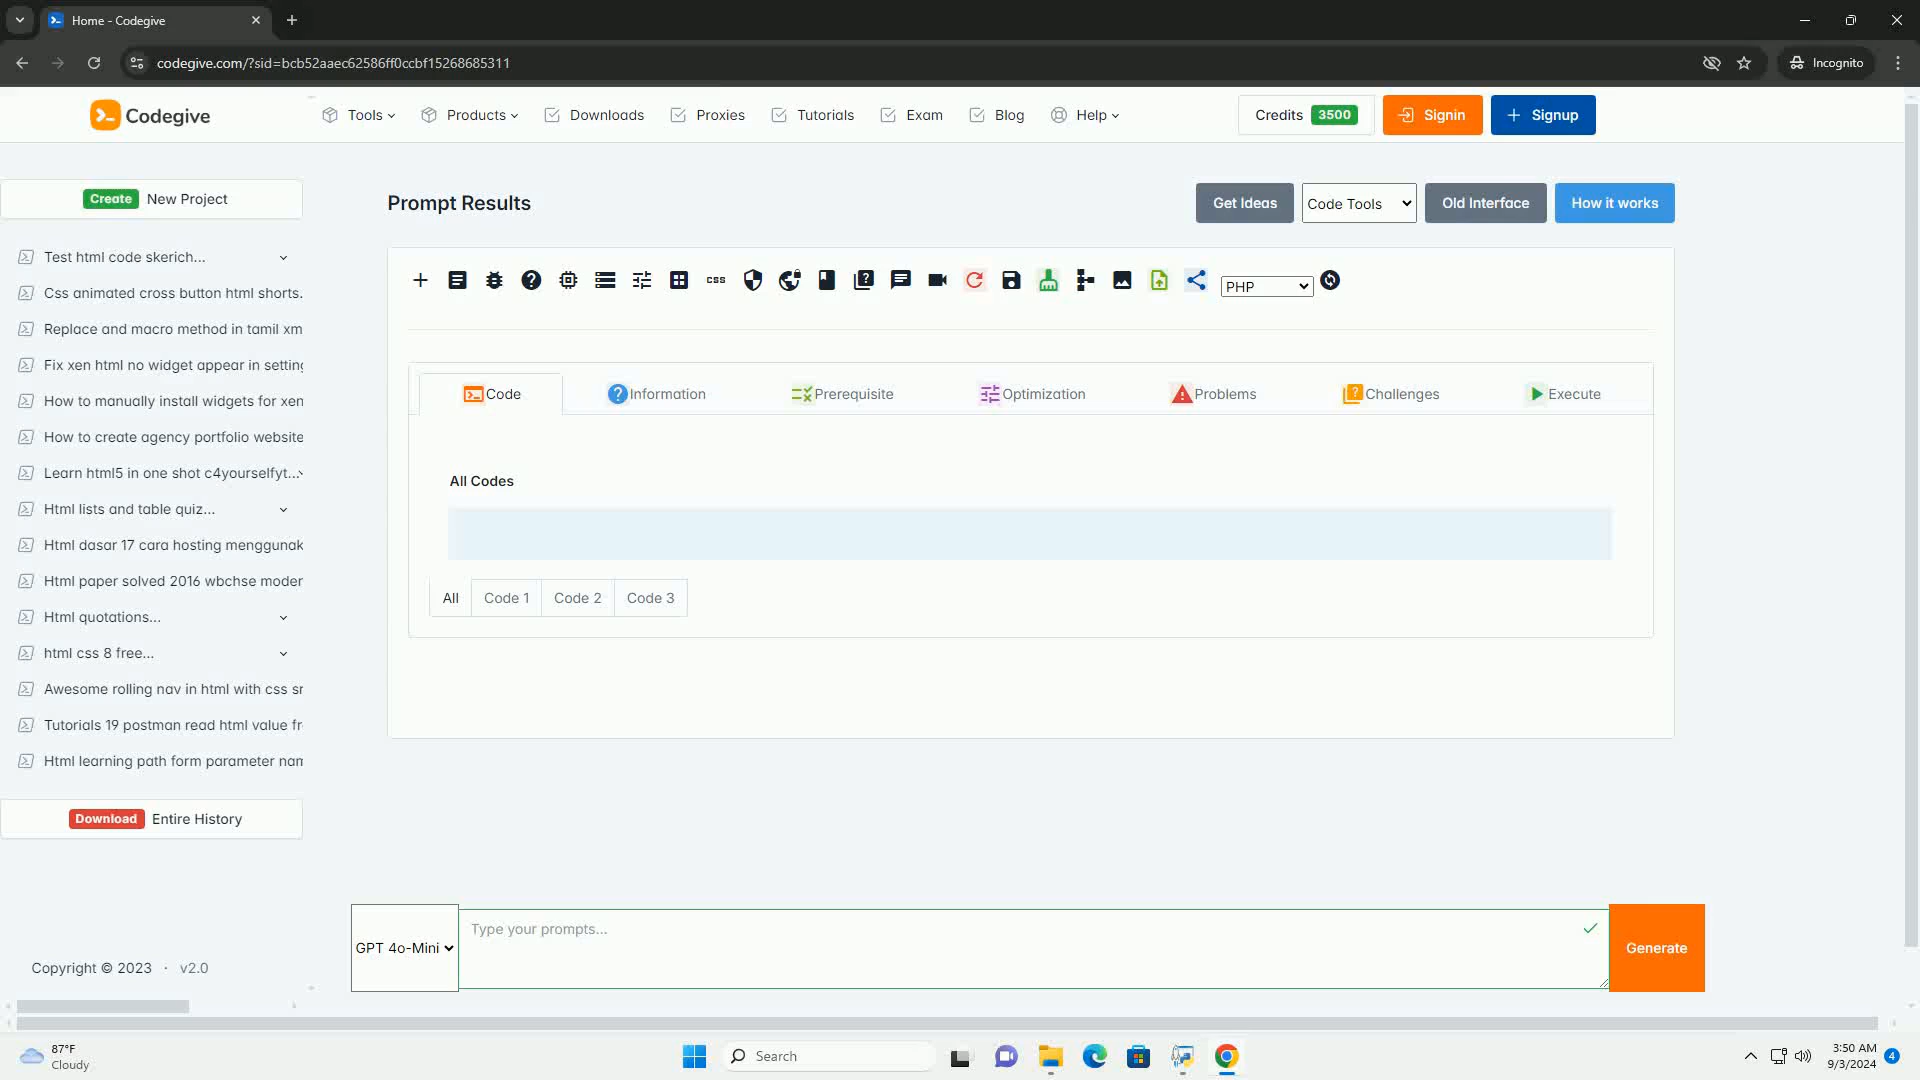 Home - Codegive
codegive.com/?sid=bcb52aaec62586ff0ccbf15268685311
Incognito
Codegive
Tools
Products
Downloads
Proxies
Tutorials
Exam
Blog
Help
Credits 3500
Signin
Signup
Create New Project
Test html code skerich...
Css animated cross button html shorts.
Replace and macro method in tamil xm
Fix xen html no widget appear in setting
How to manually install widgets for xen
How to create agency portfolio website
Learn html5 in one shot c4yourselfyt...
Html lists and table quiz...
Html dasar 17 cara hosting menggunak
Html paper solved 2016 wbchse moder
Html quotations...
html css 8 free...
Awesome rolling nav in html with css sr
Tutorials 19 postman read html value fr
Html learning path form parameter nam
Download Entire History
Copyright © 2023 · v2.0
Prompt Results
Get Ideas
Code Tools
Old Interface
How it works
css
PHP
Code
Information
Prerequisite
Optimization
Problems
Challenges
Execute
All Codes
All
Code 1
Code 2
Code 3
GPT 4o-Mini
Type your prompts...
Generate
87°F
Cloudy
Search
3:50 AM
9/3/2024
4